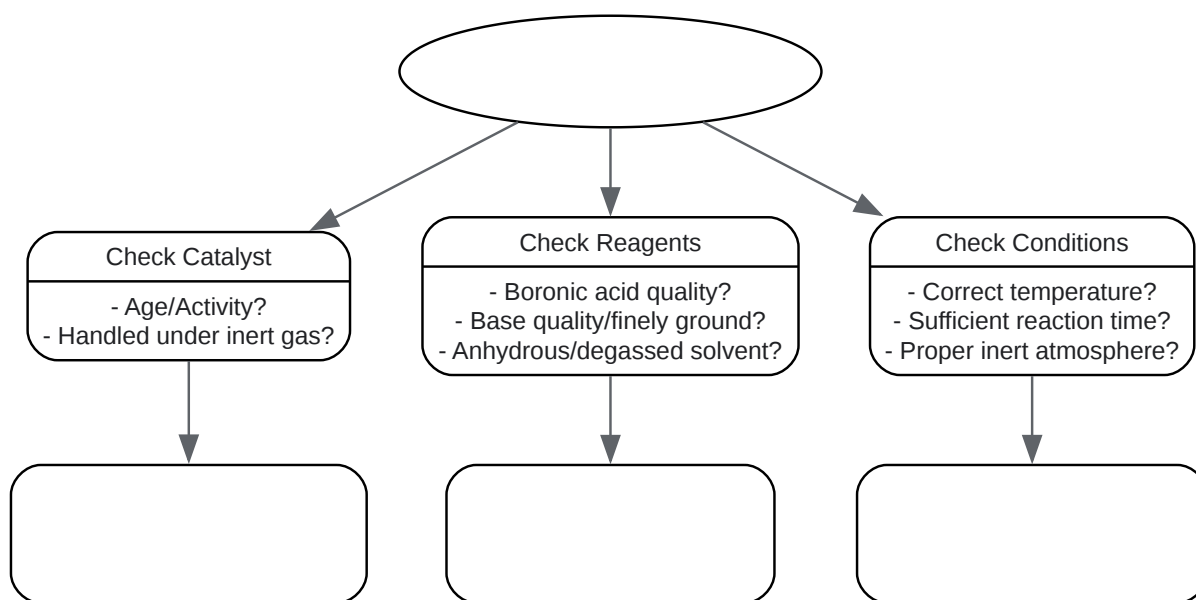 Check Catalyst
- Age/Activity?
- Handled under inert gas?
Check Reagents
- Boronic acid quality?
- Base quality/finely ground?
- Anhydrous/degassed solvent?
Check Conditions
- Correct temperature?
- Sufficient reaction time?
- Proper inert atmosphere?